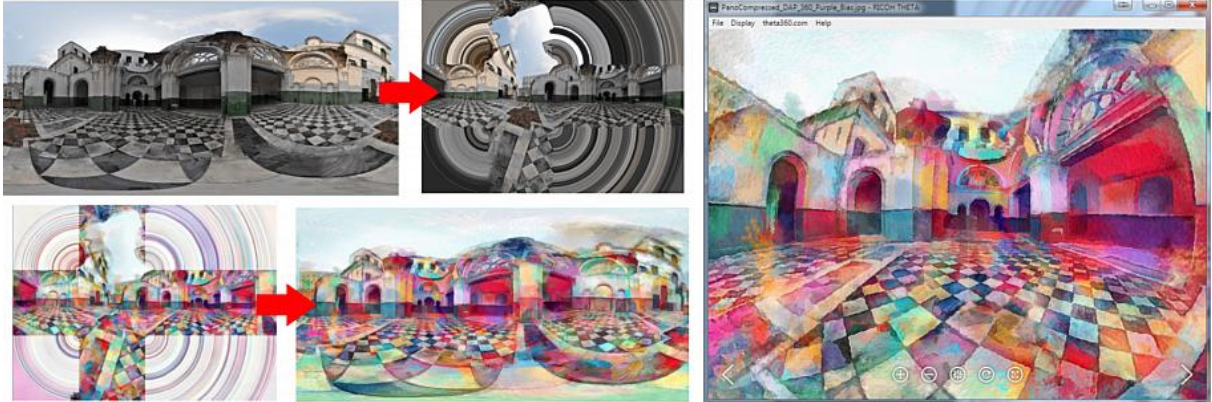 PanoCompressed_DAP_360_Purple_Bias.jpg - RICOH THETA
File Display theta360.com Help